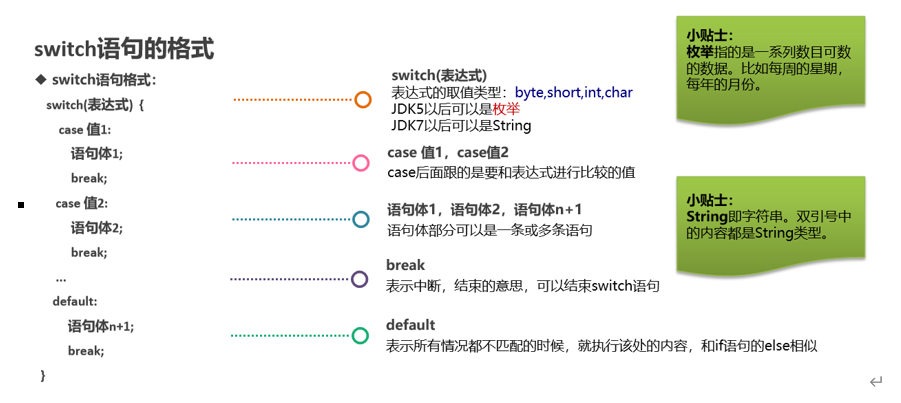 switch语句的格式
◆ switch语句格式：
switch(表达式) {
case 值1:
语句体1;
break;
case 值2:
语句体2;
break;
...
default:
语句体n+1;
break;
}
switch(表达式)
表达式的取值类型：byte,short,int,char
JDK5以后可以是枚举
JDK7以后可以是String
case 值1，case值2
case后面跟的是要和表达式进行比较的值
语句体1，语句体2，语句体n+1
语句体部分可以是一条或多条语句
break
表示中断，结束的意思，可以结束switch语句
default
表示所有情况都不匹配的时候，就执行该处的内容，和if语句的else相似
小贴士：
枚举指的是一系列数目可数
的数据。比如每周的星期，
每年的月份。
小贴士：
String即字符串。双引号中
的内容都是String类型。